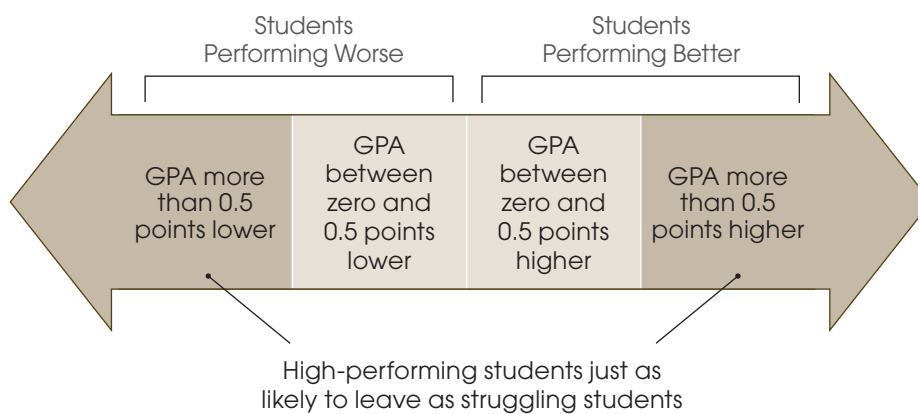 Students
Performing Worse
Students
Performing Better
GPA more
than 0.5
points lower
GPA
between
zero and
0.5 points
lower
GPA
between
zero and
0.5 points
higher
GPA more
than 0.5
points higher
High-performing students just as
likely to leave as struggling students